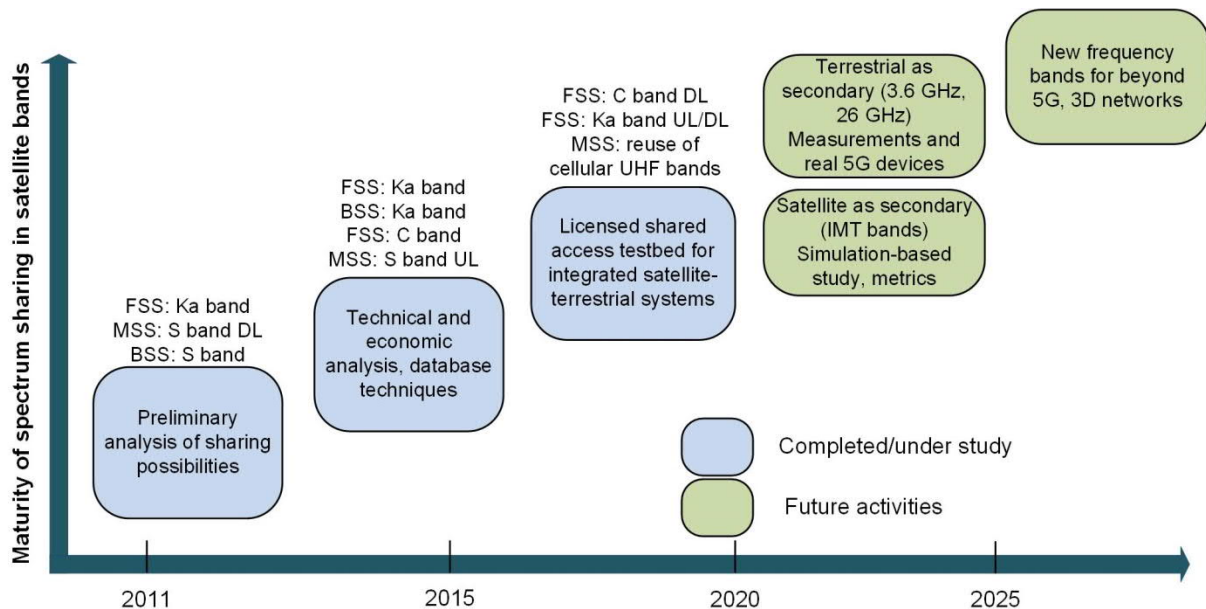 Maturity of spectrum sharing in satellite bands
FSS: Ka band
MSS: S band DL
BSS: S band
Preliminary
analysis of sharing
possibilities
FSS: Ka band
BSS: Ka band
FSS: C band
MSS: S band UL
Technical and
economic
analysis, database
techniques
FSS: C band DL
FSS: Ka band UL/DL
MSS: reuse of
cellular UHF bands
Licensed shared
access testbed for
integrated satellite-
terrestrial systems
Terrestrial as
secondary (3.6 GHz,
26 GHz)
Measurements and
real 5G devices
Satellite as secondary
(IMT bands)
Simulation-based
study, metrics
New frequency
bands for beyond
5G, 3D networks
Completed/under study
Future activities
2011
2015
2020
2025